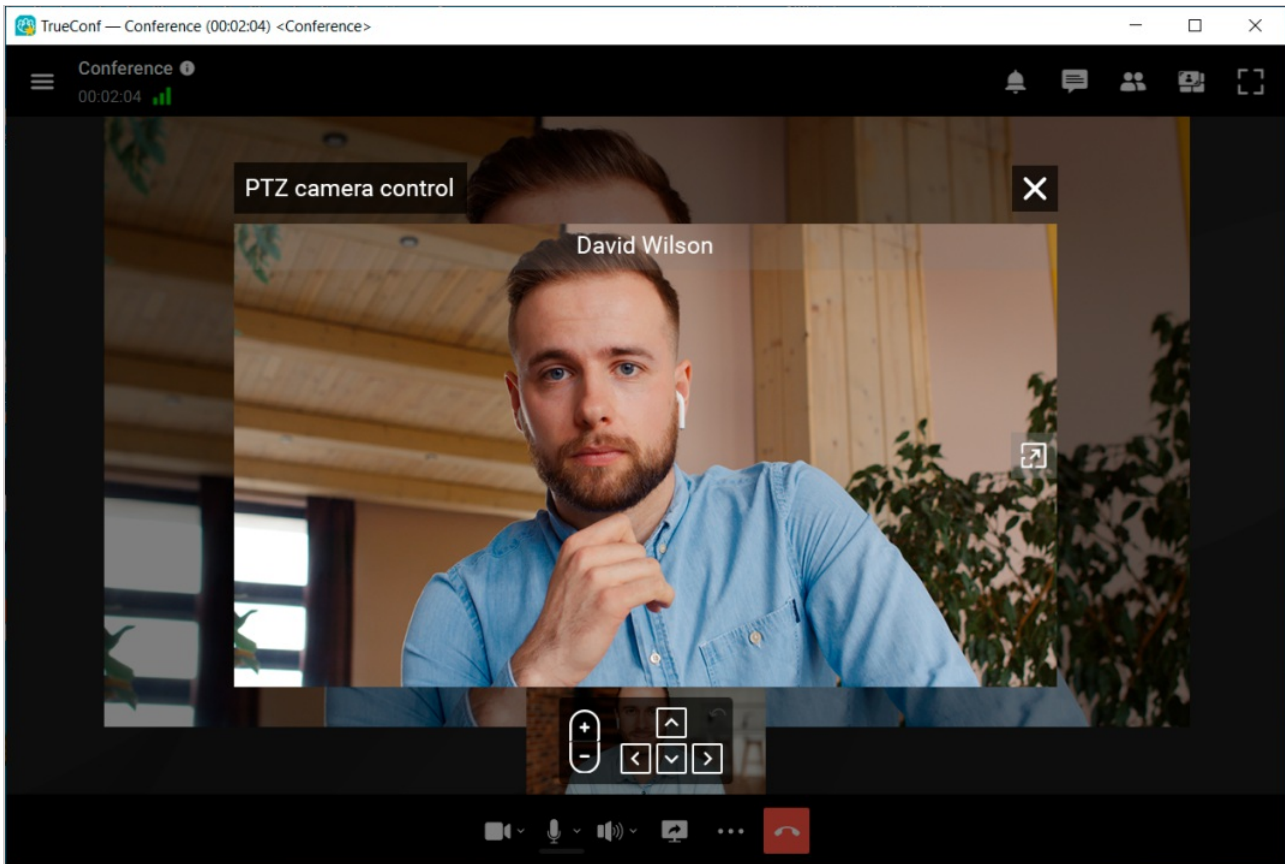 TrueConf — Conference (00:02:04) <Conference>
Conference
00:02:04
PTZ camera control
David Wilson